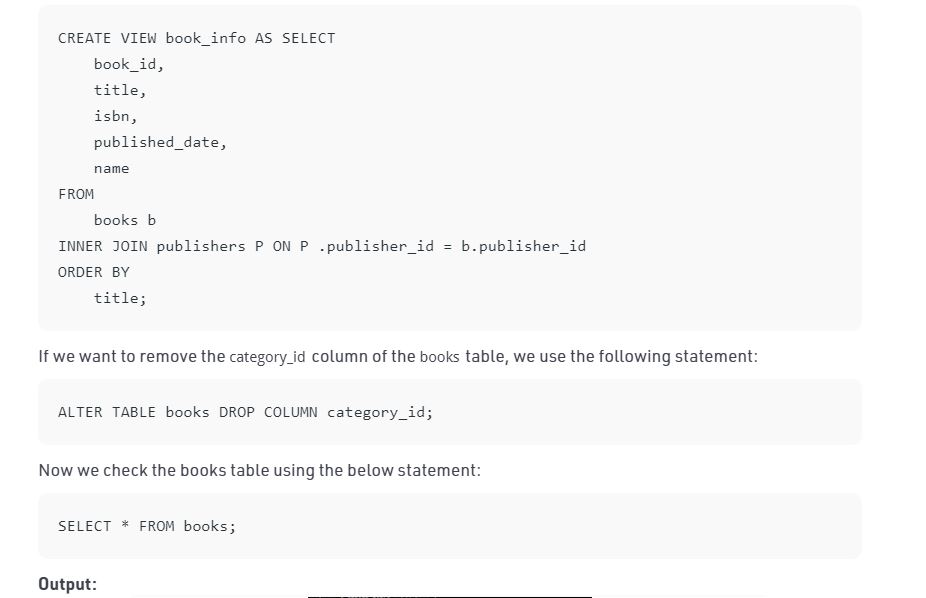 CREATE VIEW book_info AS SELECT
book_id,
title,
isbn,
published_date,
name
FROM
books b
INNER JOIN publishers P ON P .publisher_id = b.publisher_id
ORDER BY
title;
If we want to remove the category_id column of the books table, we use the following statement:
ALTER TABLE books DROP COLUMN category_id;
Now we check the books table using the below statement:
SELECT * FROM books;
Output: